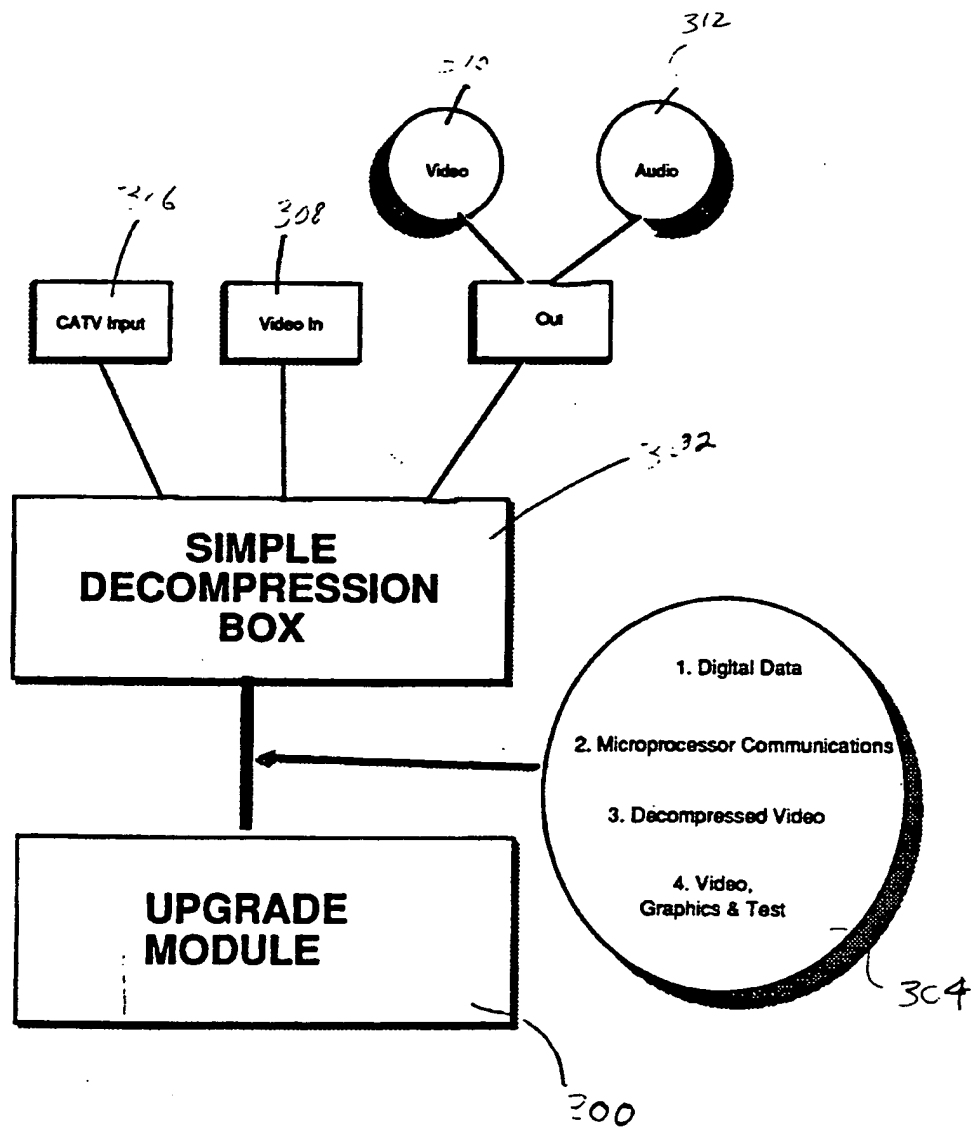 312
308
Video
Audio
CATV Input
Video In
Out
SIMPLE
DECOMPRESSION
BOX
1. Digital Data
2. Microprocessor Communications
3. Decompressed Video
4. Video,
Graphics & Test
UPGRADE
MODULE
304
300